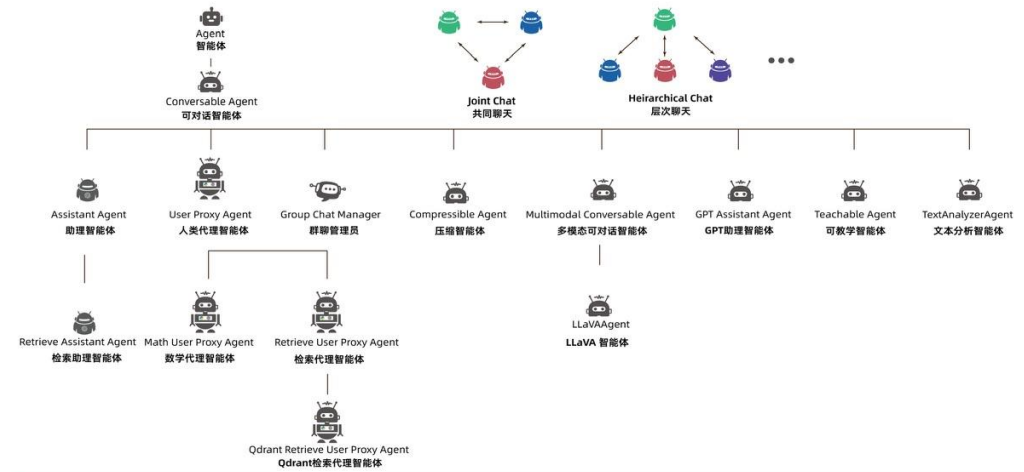 Agent
智能体
Conversable Agent
可对话智能体
Joint Chat
共同聊天
Heirarchical Chat
层次聊天
Assistant Agent
助理智能体
User Proxy Agent
人类代理智能体
Group Chat Manager
群聊管理员
Compressible Agent
压缩智能体
Multimodal Conversable Agent
多模态可对话智能体
GPT Assistant Agent
GPT助理智能体
Teachable Agent
可教学智能体
TextAnalyzerAgent
文本分析智能体
Retrieve Assistant Agent
检索助理智能体
Math User Proxy Agent
数学代理智能体
Retrieve User Proxy Agent
检索代理智能体
LLaVAAgent
LLaVA 智能体
Qdrant Retrieve User Proxy Agent
Qdrant检索代理智能体